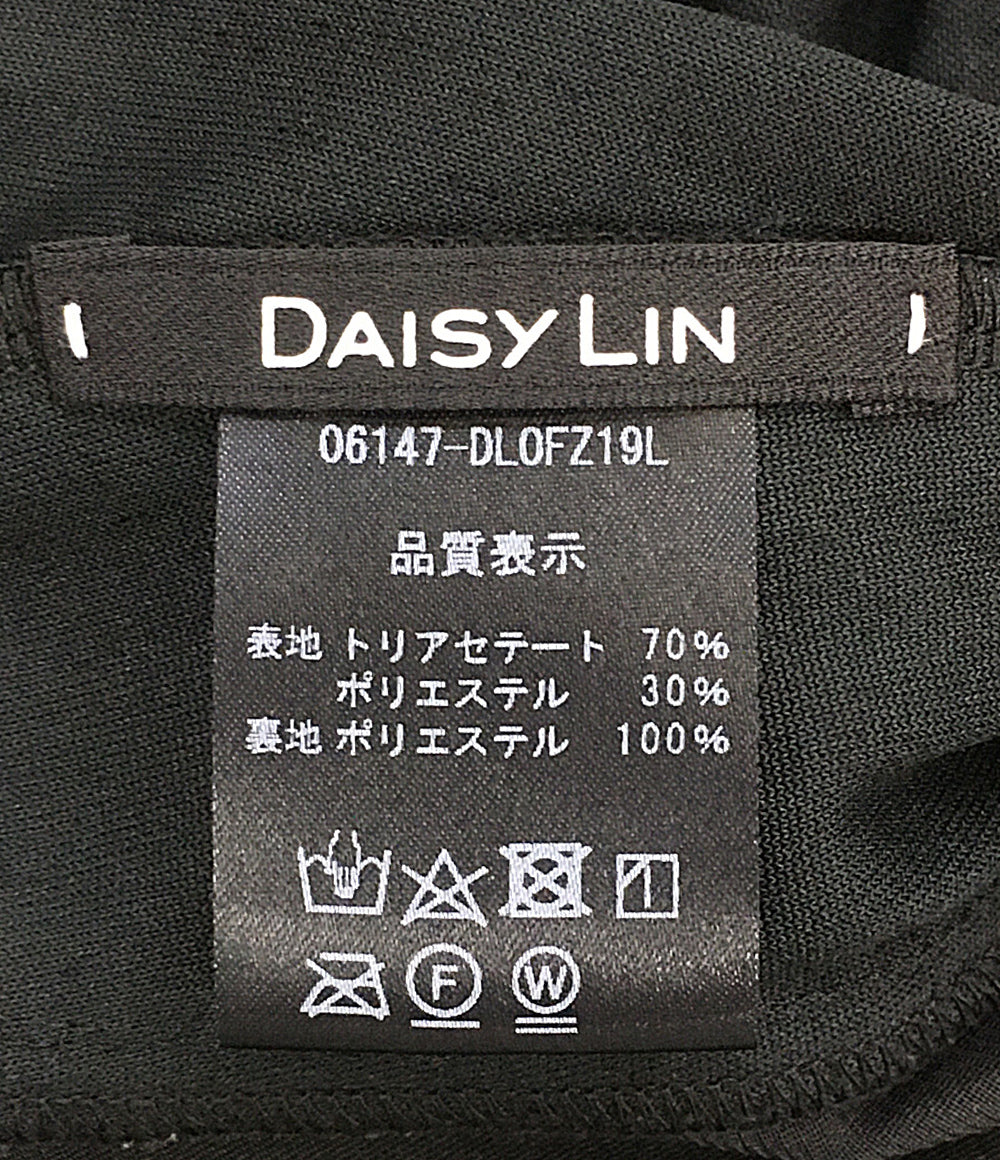 DAISY LIN
06147-DL0FZ19L
品質表示
表地 トリアセテート 70%
ポリエステル 30%
裏地 ポリエステル 100%
F W